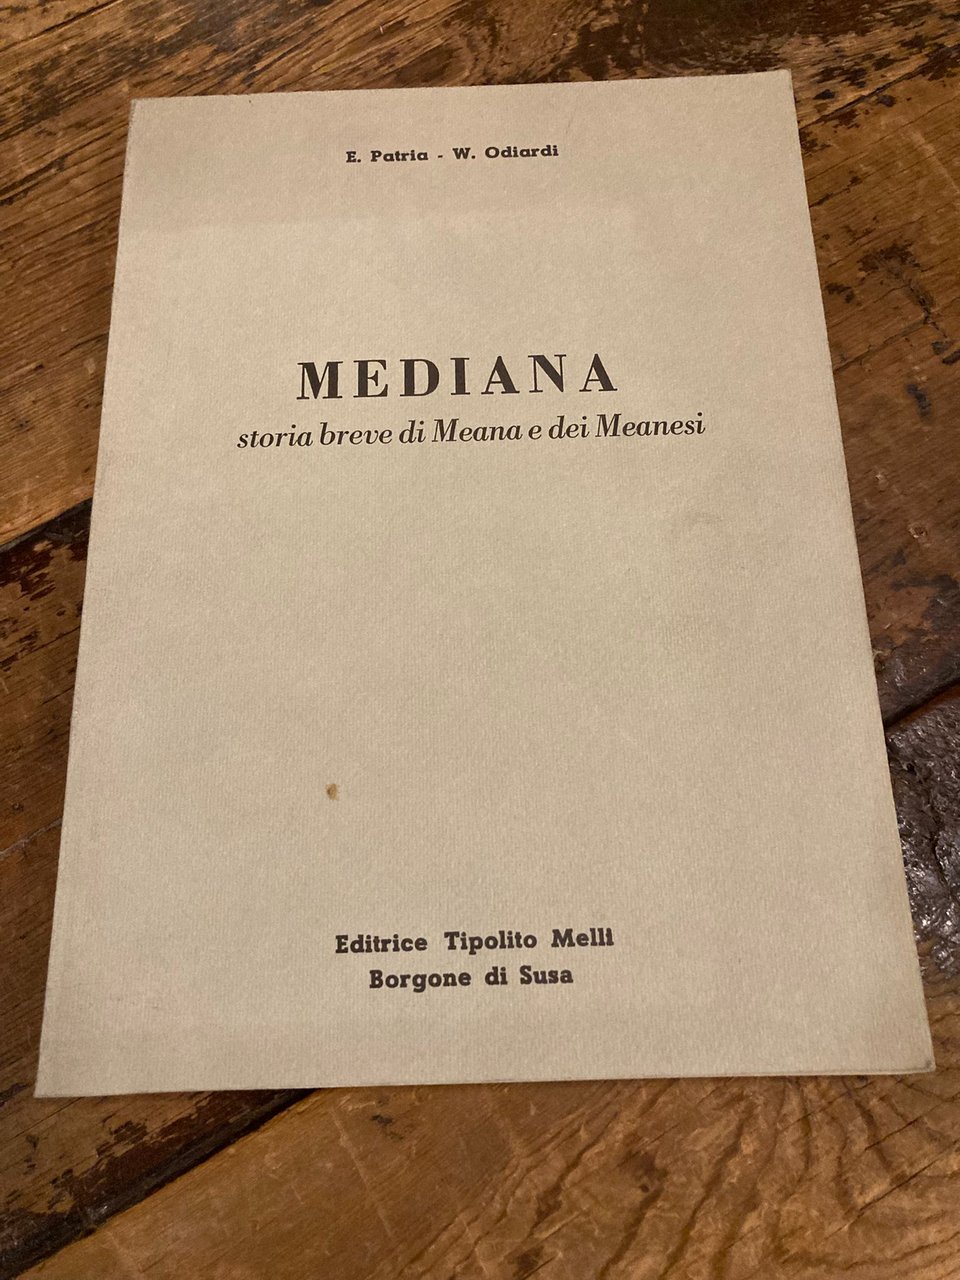 E. Patria - W. Odiardi
MEDIANA
storia breve di Meana e dei Meanesi
Editrice Tipolito Melli
Borgone di Susa